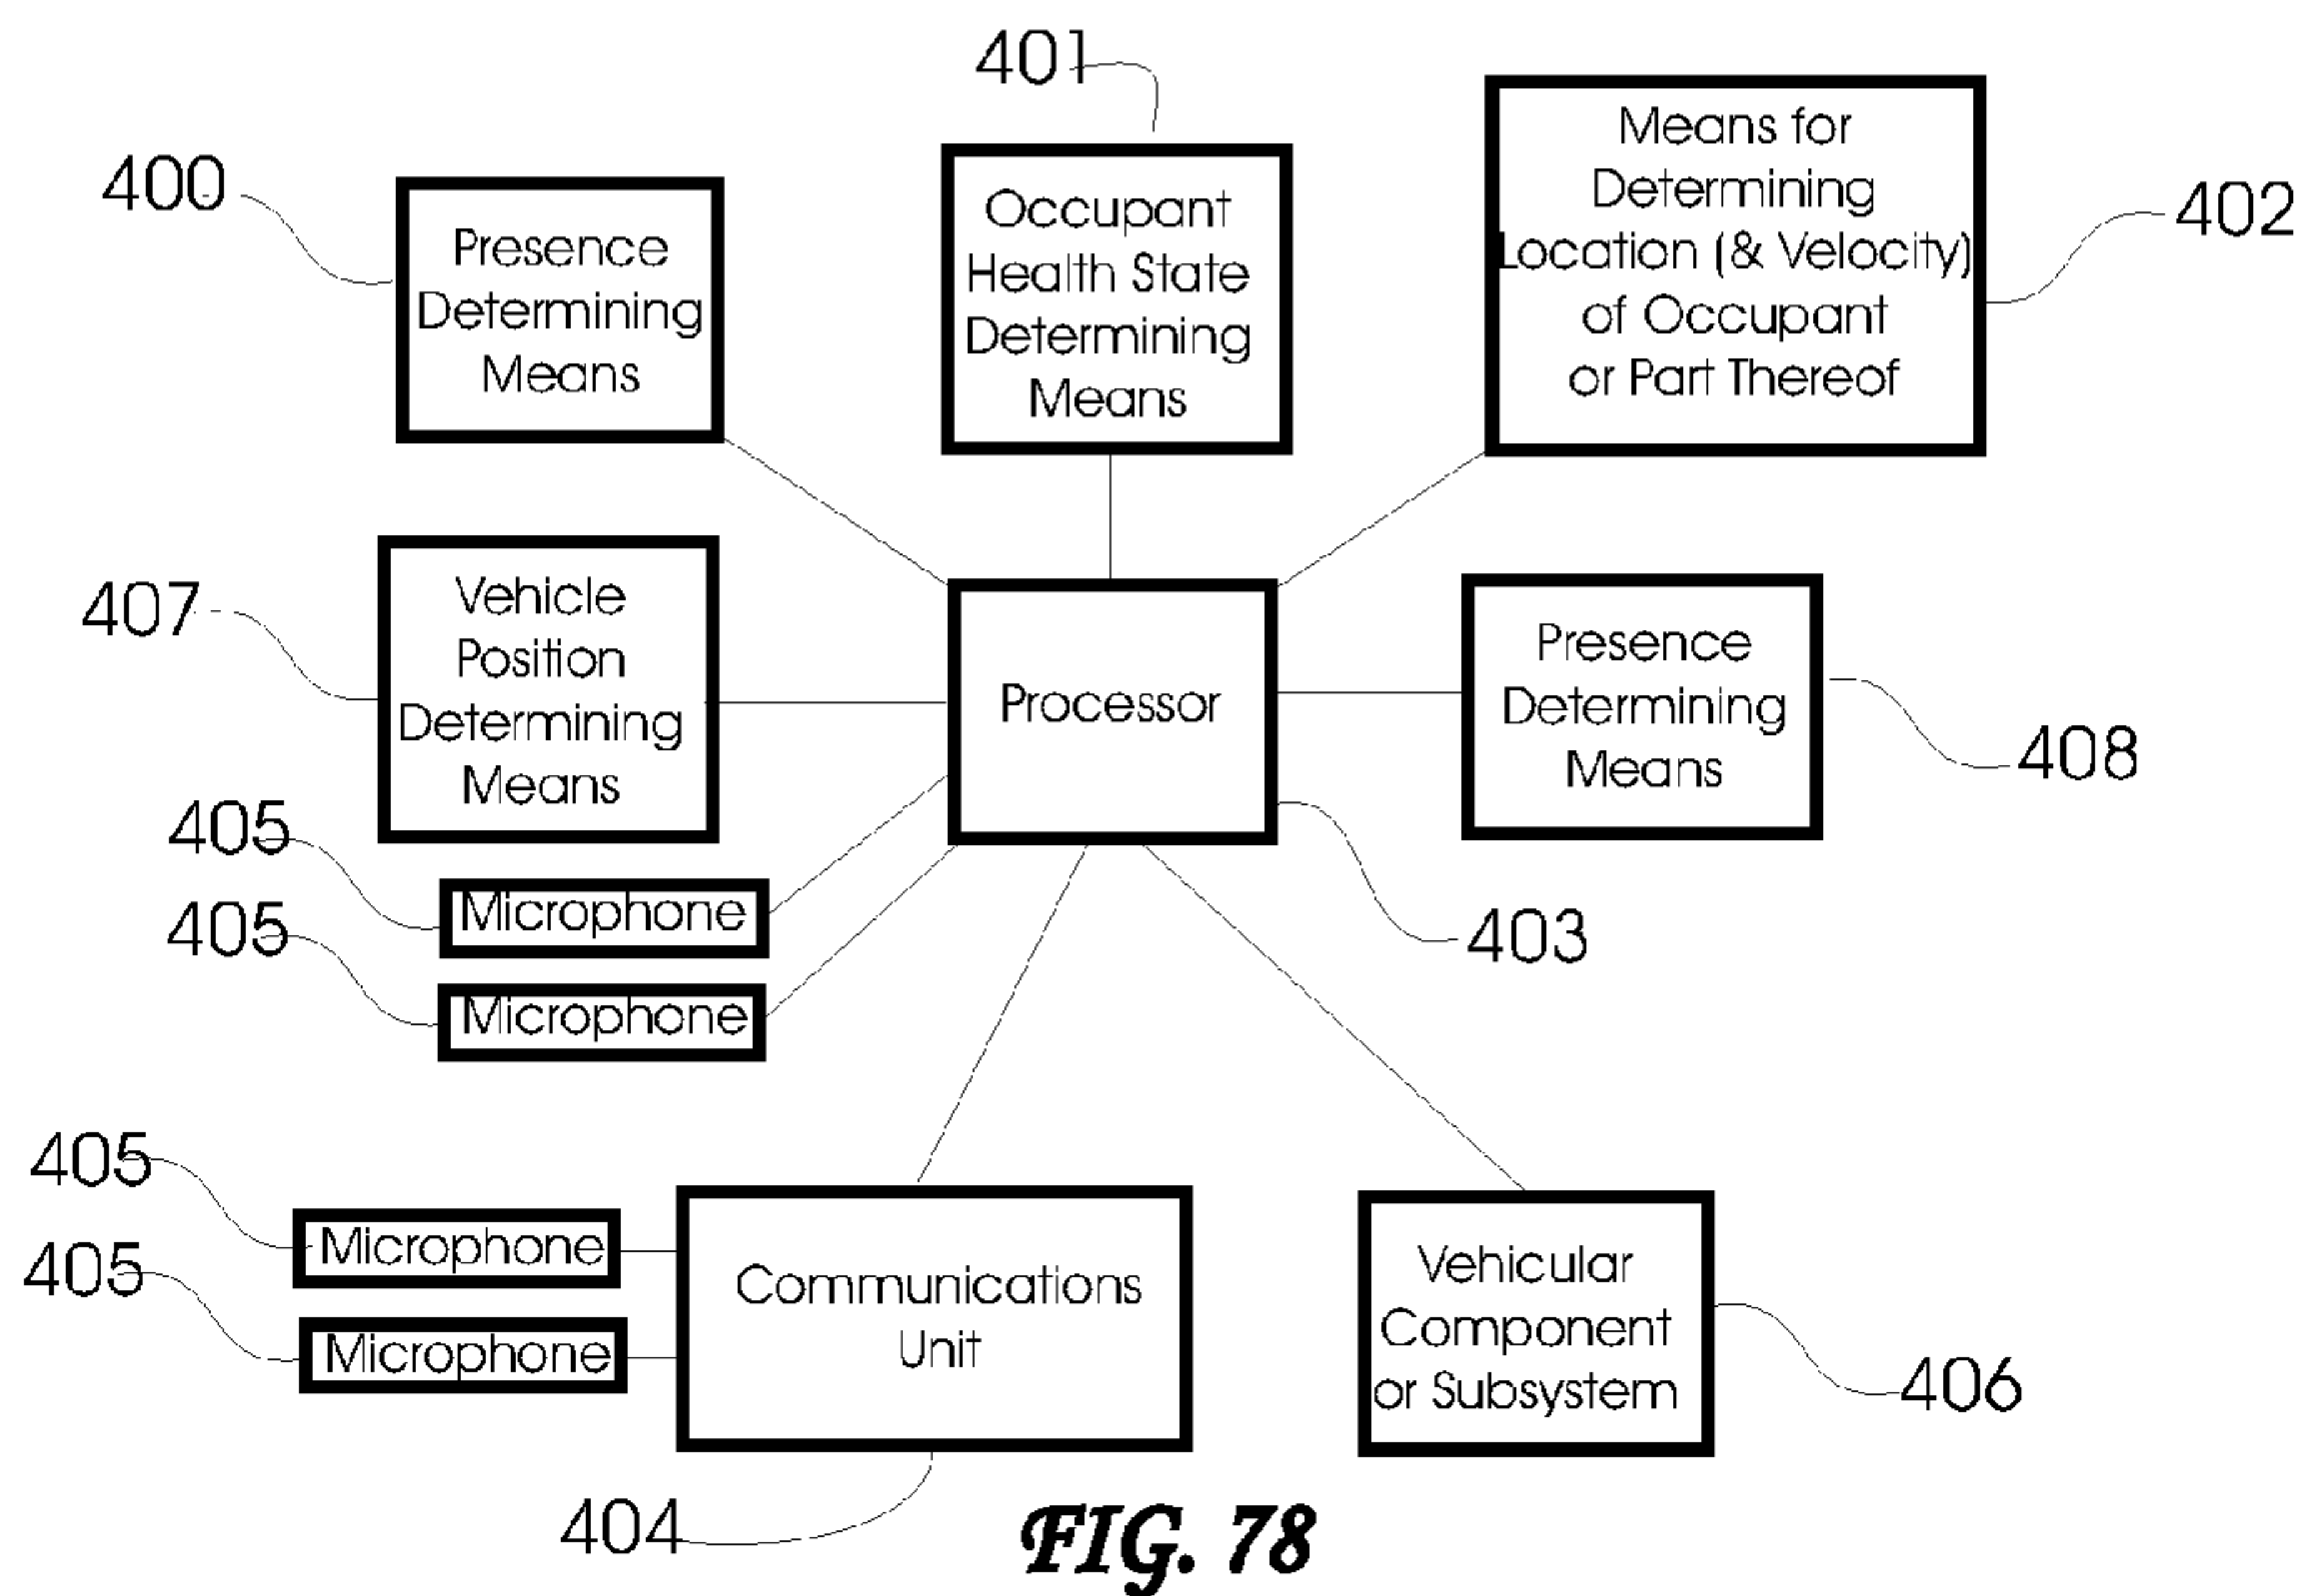 401
400
Presence
Determining
Means
Occupant
Health State
Determining
Means
Means for
Determining
Location (& Velocity)
of Occupant
or Part Thereof
402
407
Vehicle
Position
Determining
Means
Processor
Presence
Determining
Means
408
403
405
Microphone
405
Microphone
405
Microphone
405
Microphone
Communications
Unit
404
Vehicular
Component
or Subsystem
406
FIG. 78